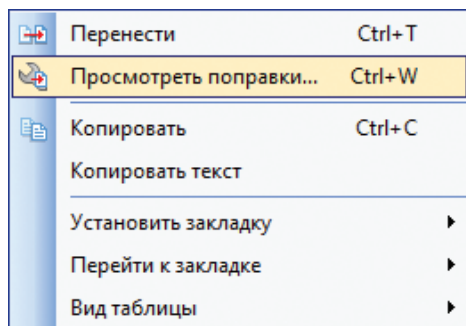 Перенести Ctrl+T
Просмотреть поправки... Ctrl+W
Копировать Ctrl+C
Копировать текст
Установить закладку
Перейти к закладке
Вид таблицы